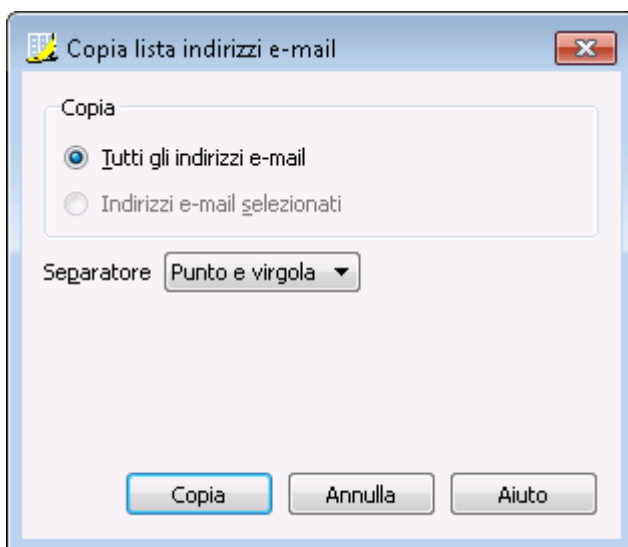 Copia lista indirizzi e-mail
Copia
Tutti gli indirizzi e-mail
Indirizzi e-mail selezionati
Separatore Punto e virgola
Copia Annulla Aiuto